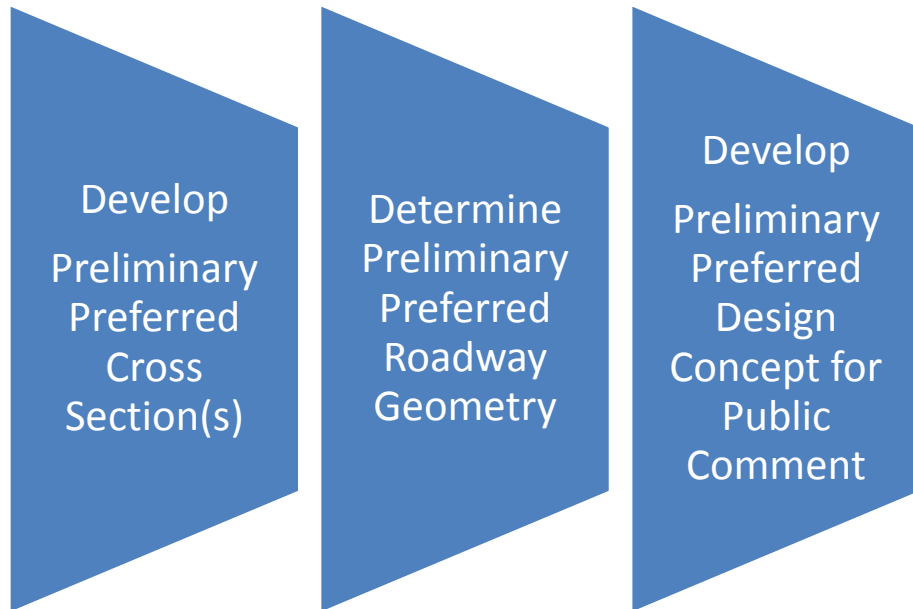 Develop
Preliminary
Preferred
Cross
Section(s)
Determine
Preliminary
Preferred
Roadway
Geometry
Develop
Preliminary
Preferred
Design
Concept for
Public
Comment